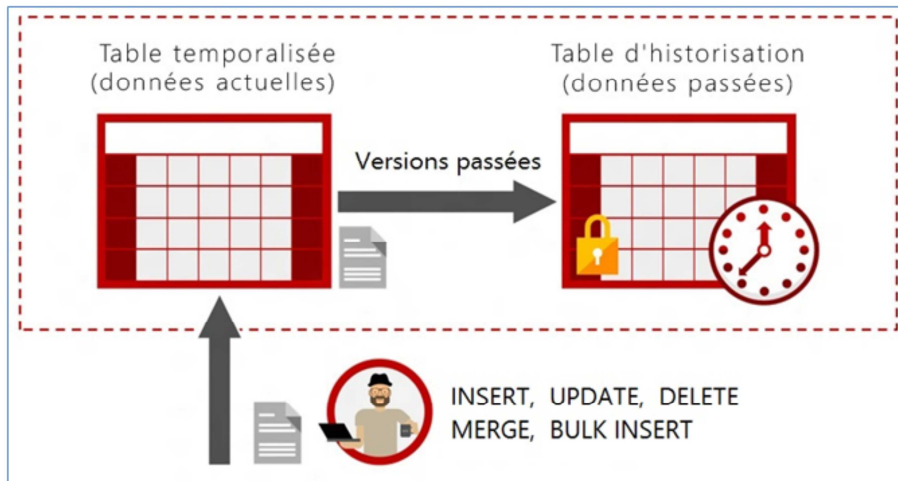 Table temporalisée
(données actuelles)
Table d'historisation
(données passées)
Versions passées
INSERT, UPDATE, DELETE
MERGE, BULK INSERT